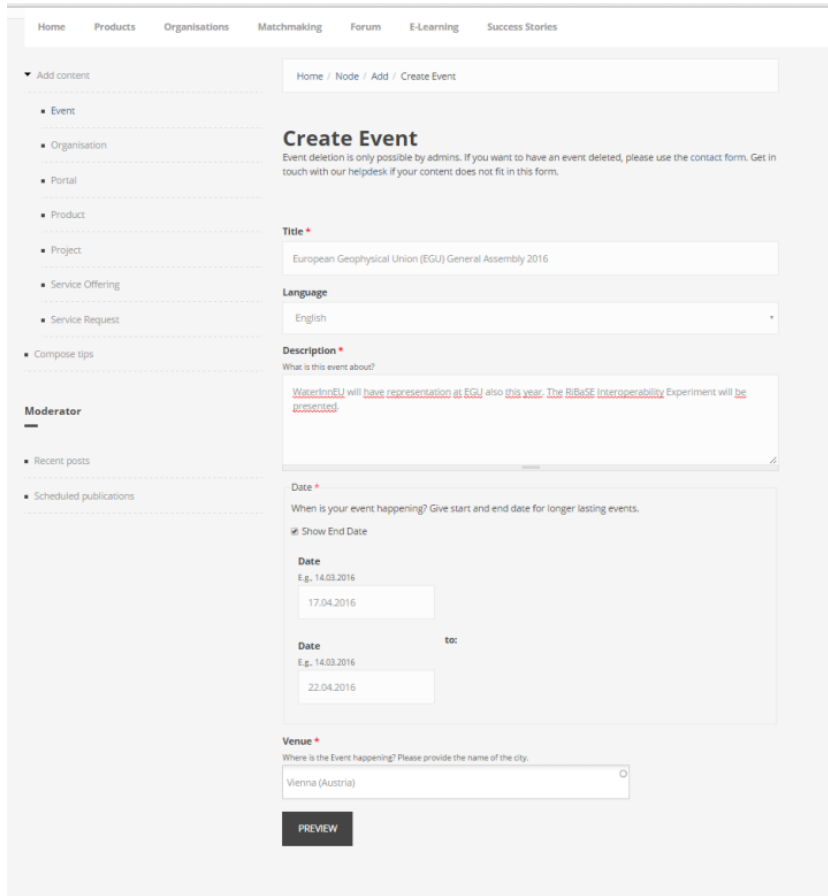 Home Products Organisations Matchmaking Forum E-Learning Success Stories
Add content
Event
Organisation
Portal
Product
Project
Service Offering
Service Request
Compose tips
Moderator
Recent posts
Scheduled publications
Home / Node / Add / Create Event
Create Event
Event deletion is only possible by admins. If you want to have an event deleted, please use the contact form. Get in
touch with our helpdesk if your content does not fit in this form.
Title *
European Geophysical Union (EGU) General Assembly 2016
Language
English
Description *
What is this event about?
WaterInnEU will have representation at EGU also this year. The RiBaSE Interoperability Experiment will be
presented.
Date *
When is your event happening? Give start and end date for longer lasting events.
Show End Date
Date
E.g., 14.03.2016
17.04.2016
to:
Date
E.g., 14.03.2016
22.04.2016
Venue *
Where is the Event happening? Please provide the name of the city.
Vienna (Austria)
PREVIEW